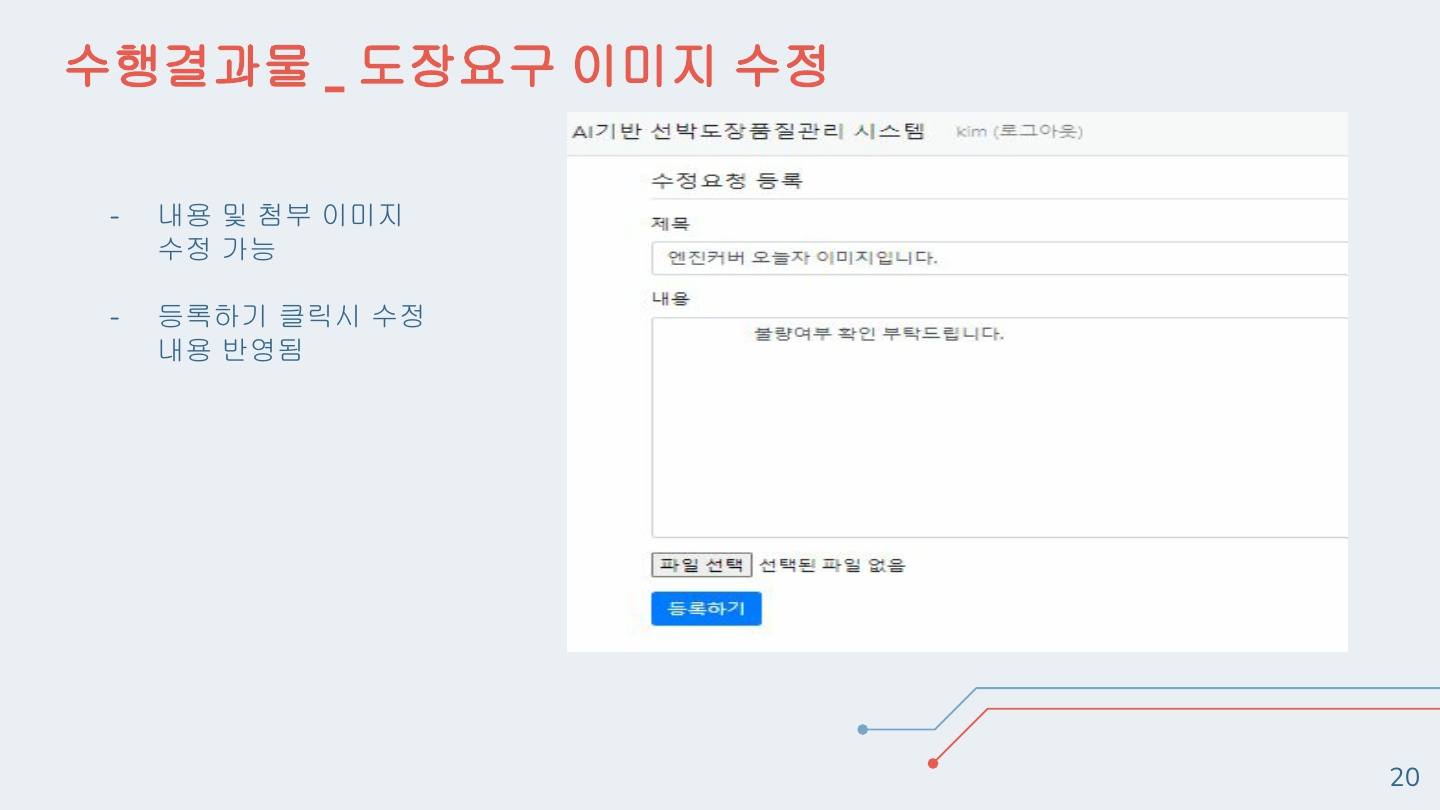 수행결과물 _ 도장요구 이미지 수정
- 내용 및 첨부 이미지
수정 가능
- 등록하기 클릭시 수정
내용 반영됨
AI기반 선박도장품질관리 시스템 kim (로그아웃)
수정요청 등록
제목
엔진커버 오늘자 이미지입니다.
내용
불량여부 확인 부탁드립니다.
파일 선택 선택된 파일 없음
등록하기
20